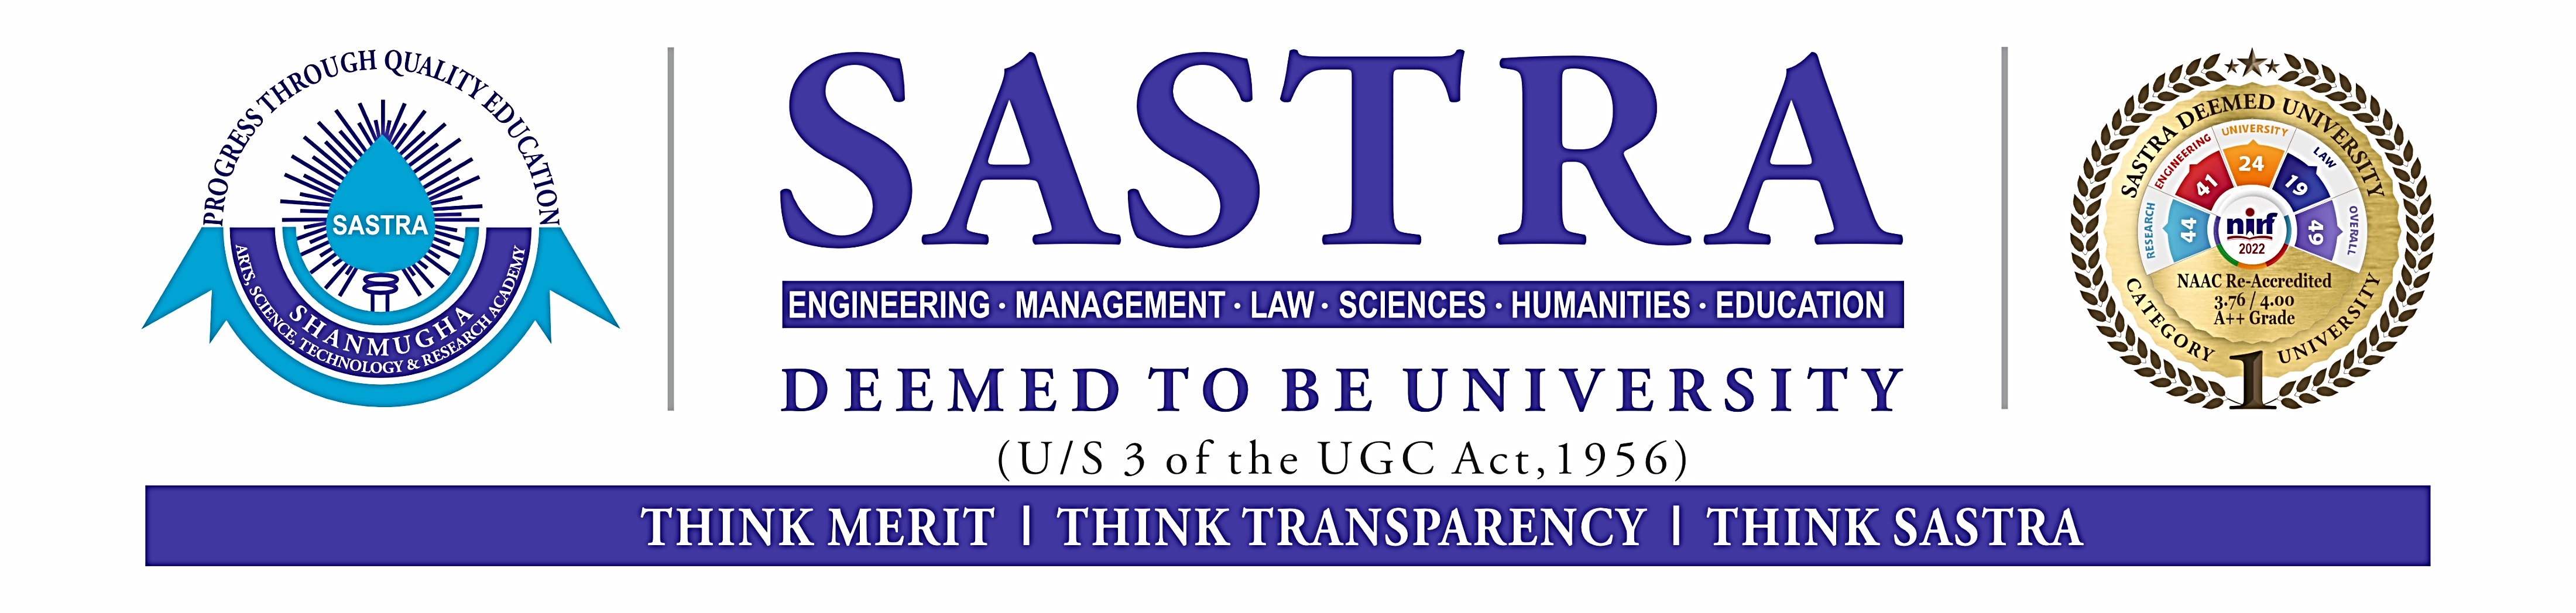 PROGRESS THROUGH QUALITY EDUCATION
SASTRA
SHANMUGHA
ARTS, SCIENCE, TECHNOLOGY & RESEARCH ACADEMY
SASTRA
ENGINEERING · MANAGEMENT · LAW · SCIENCES · HUMANITIES · EDUCATION
DEEMED TO BE UNIVERSITY
(U/S 3 of the UGC Act,1956)
THINK MERIT | THINK TRANSPARENCY | THINK SASTRA
SASTRA DEEMED UNIVERSITY
RESEARCH
44
ENGINEERING
41
UNIVERSITY
24
LAW
19
OVERALL
49
nirf
2022
NAAC Re-Accredited
3.76 / 4.00
A++ Grade
CATEGORY 1 UNIVERSITY